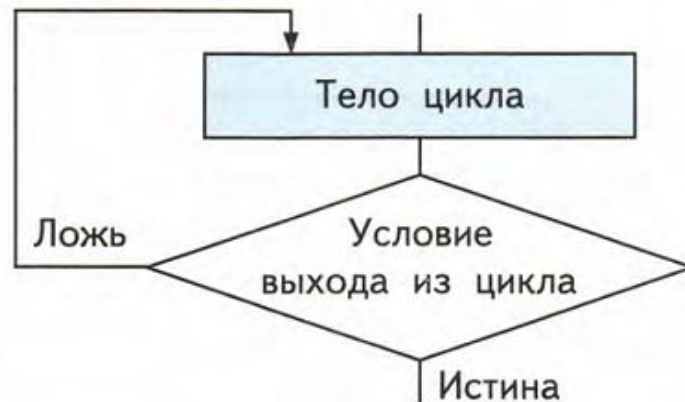 Тело цикла
Ложь
Условие
выхода из цикла
Истина